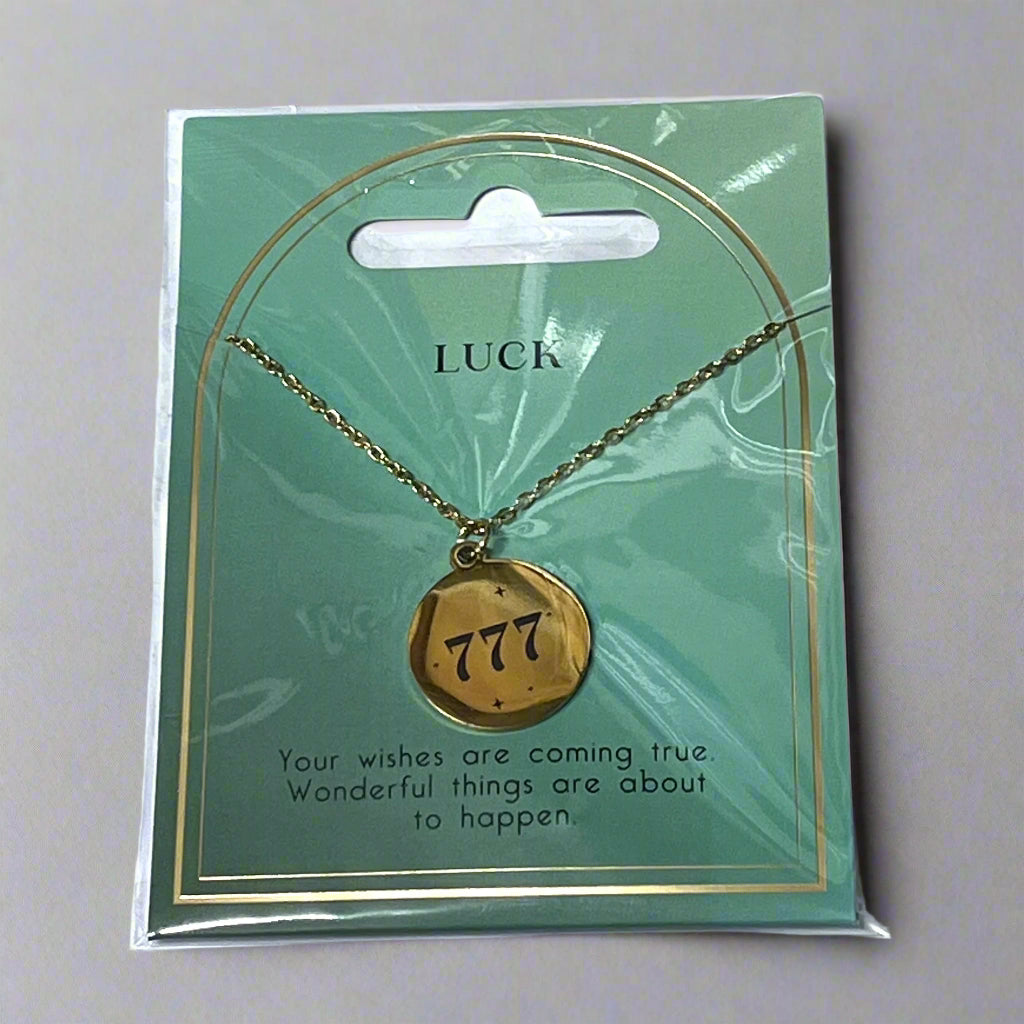 LUCK
777
Your wishes are coming true.
Wonderful things are about
to happen.